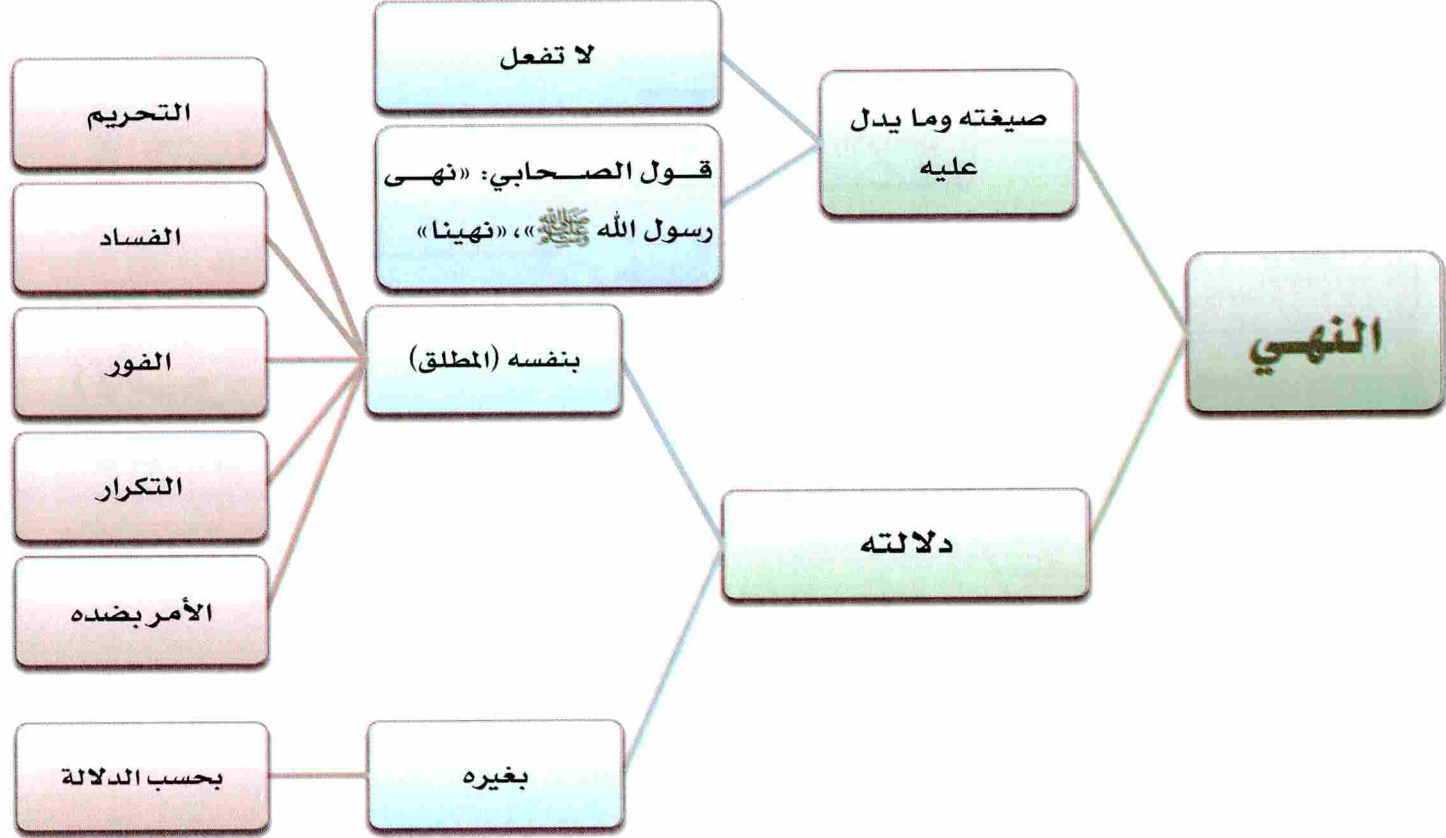 النهي
صيغته وما يدل
عليه
لا تفعل
قول الصحابي: «نهى
رسول الله ﷺ»، «نهينا»
دلالته
بنفسه (المطلق)
التحريم
الفساد
الفور
التكرار
الأمر بضده
بغيره
بحسب الدلالة